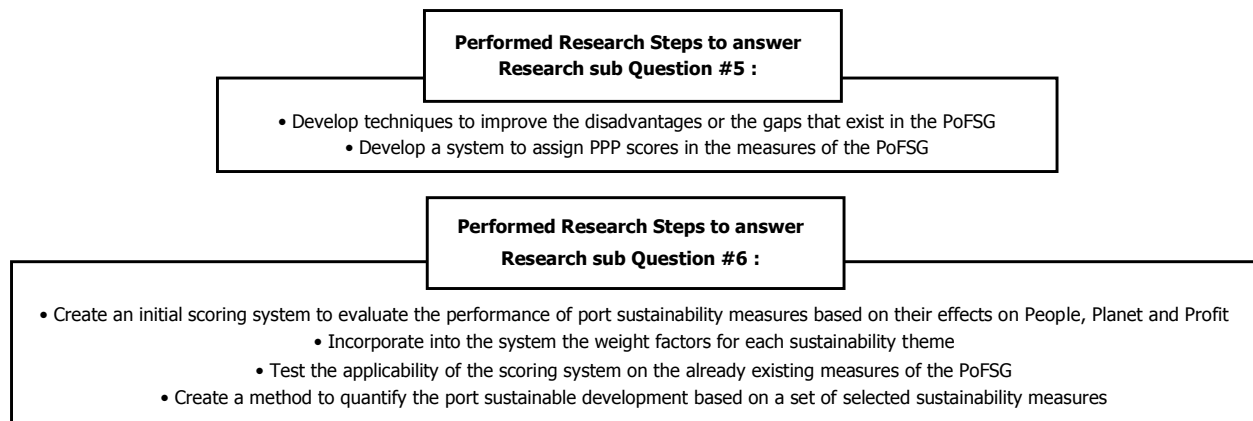 Performed Research Steps to answer
Research sub Question #5 :
• Develop techniques to improve the disadvantages or the gaps that exist in the PoFSG
• Develop a system to assign PPP scores in the measures of the PoFSG
Performed Research Steps to answer
Research sub Question #6 :
• Create an initial scoring system to evaluate the performance of port sustainability measures based on their effects on People, Planet and Profit
• Incorporate into the system the weight factors for each sustainability theme
• Test the applicability of the scoring system on the already existing measures of the PoFSG
• Create a method to quantify the port sustainable development based on a set of selected sustainability measures